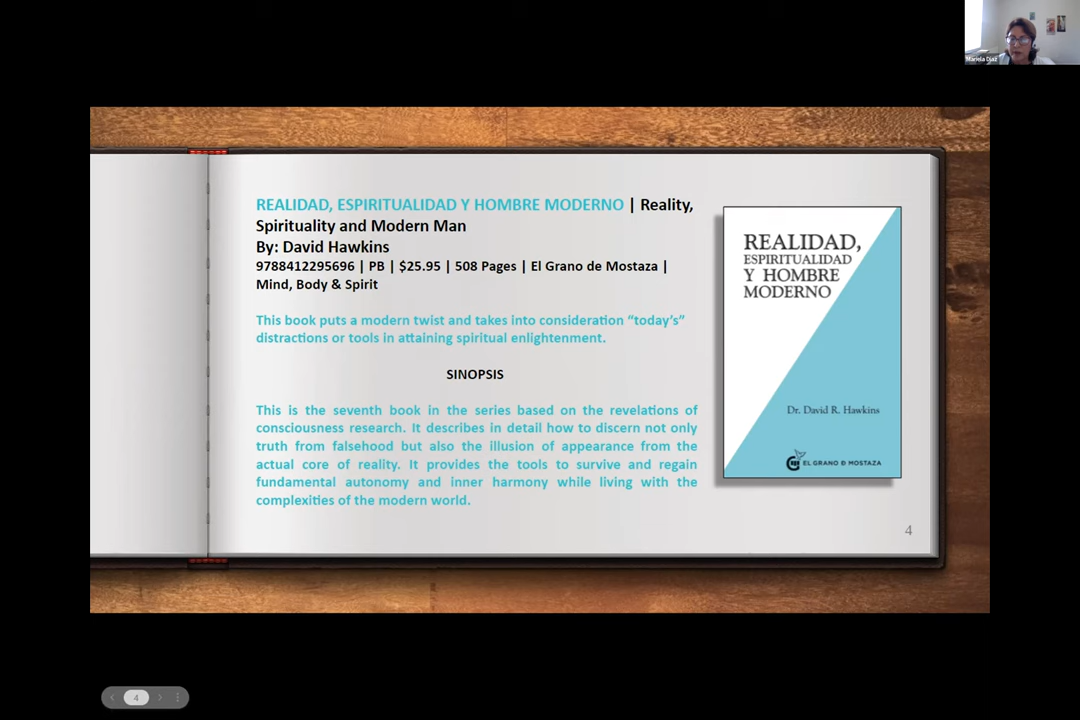 Mariela Diaz
REALIDAD, ESPIRITUALIDAD Y HOMBRE MODERNO | Reality,
Spirituality and Modern Man
By: David Hawkins
9788412295696 | PB | $25.95 | 508 Pages | El Grano de Mostaza |
Mind, Body & Spirit
This book puts a modern twist and takes into consideration “today’s”
distractions or tools in attaining spiritual enlightenment.
SINOPSIS
This is the seventh book in the series based on the revelations of
consciousness research. It describes in detail how to discern not only
truth from falsehood but also the illusion of appearance from the
actual core of reality. It provides the tools to survive and regain
fundamental autonomy and inner harmony while living with the
complexities of the modern world.
REALIDAD,
ESPIRITUALIDAD
Y HOMBRE
MODERNO
Dr. David R. Hawkins
EL GRANO D MOSTAZA
4
4